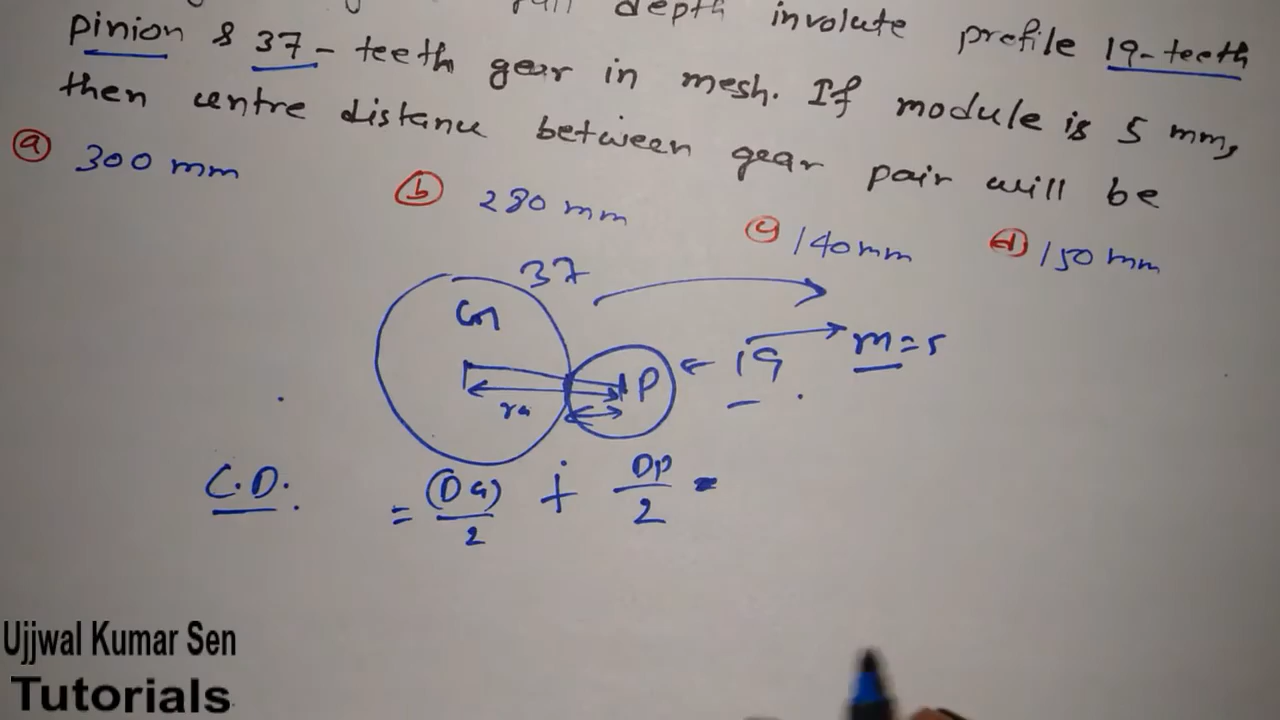 full depth involute profile 19-teeth
pinion & 37-teeth gear in mesh. If module is 5 mm,
then centre distance between gear pair will be
(a) 300 mm
(b) 280 mm
(c) 140mm
(d) 150 mm
37
G
P
19
m=5
C.D. = (DG)/2 + DP/2 =
Ujjwal Kumar Sen
Tutorials